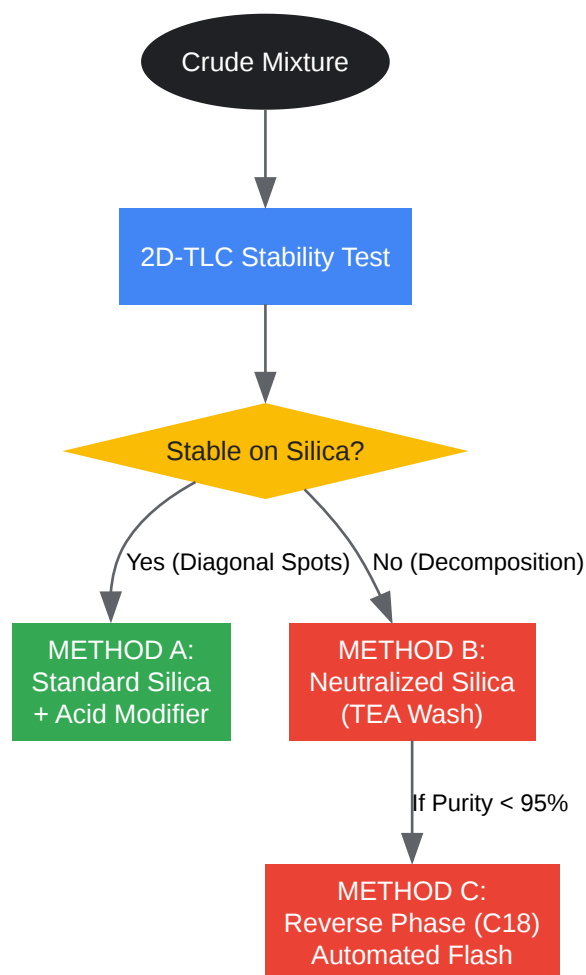 Crude Mixture
2D-TLC Stability Test
Stable on Silica?
Yes (Diagonal Spots)
No (Decomposition)
METHOD A:
Standard Silica
+ Acid Modifier
METHOD B:
Neutralized Silica
(TEA Wash)
If Purity < 95%
METHOD C:
Reverse Phase (C18)
Automated Flash